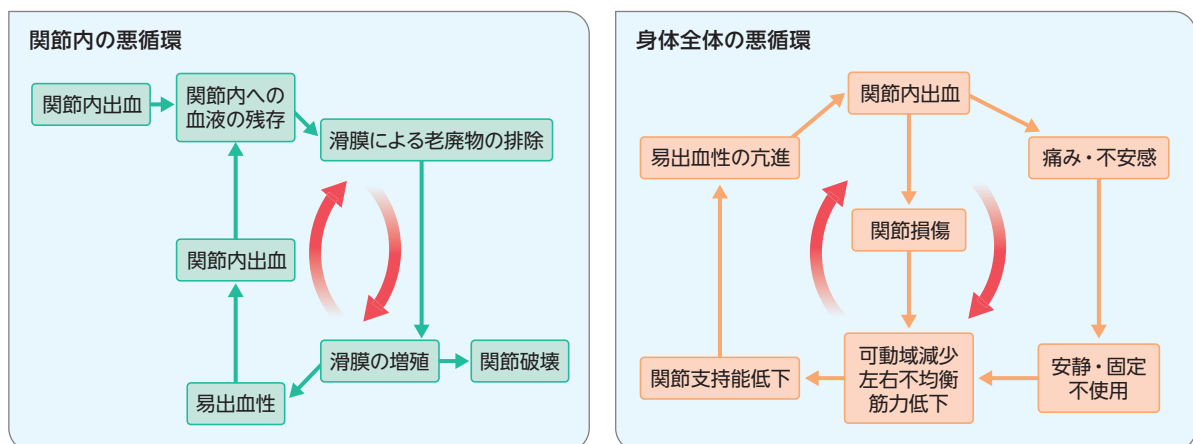 関節内の悪循環
関節内出血
関節内への
血液の残存
滑膜による老廃物の排除
関節内出血
滑膜の増殖
関節破壊
易出血性
身体全体の悪循環
関節内出血
易出血性の亢進
痛み・不安感
関節損傷
関節支持能低下
可動域減少
左右不均衡
筋力低下
安静・固定
不使用